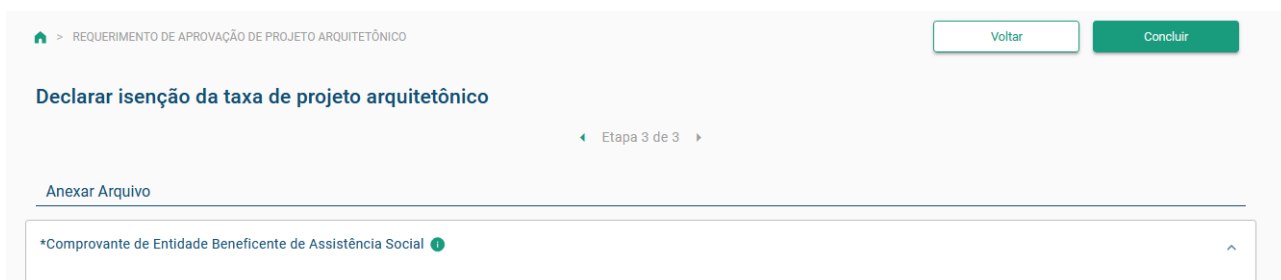 > REQUERIMENTO DE APROVAÇÃO DE PROJETO ARQUITETÔNICO
Voltar
Concluir
Declarar isenção da taxa de projeto arquitetônico
Etapa 3 de 3
Anexar Arquivo
*Comprovante de Entidade Beneficente de Assistência Social